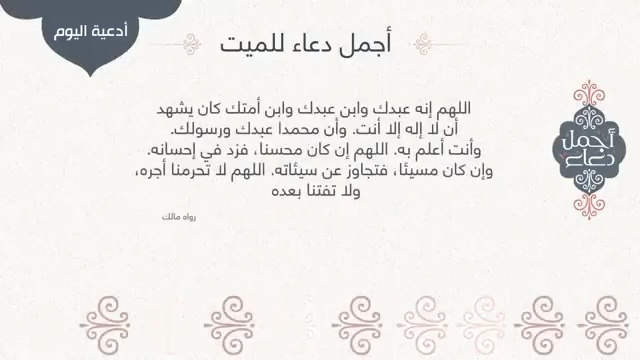 أدعية اليوم
أجمل دعاء للميت
اللهم إنه عبدك وابن عبدك وابن أمتك كان يشهد
أن لا إله إلا أنت. وأن محمدا عبدك ورسولك.
وأنت أعلم به. اللهم إن كان محسنا، فزد في إحسانه.
وإن كان مسيئا، فتجاوز عن سيئاته. اللهم لا تحرمنا أجره،
ولا تفتنا بعده
رواه مالك
أجمل
دعاء